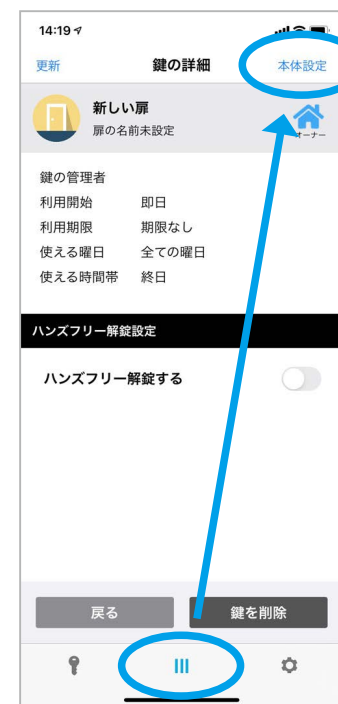 14:19
更新 鍵の詳細 本体設定
新しい扉
扉の名前未設定
オーナー
鍵の管理者
利用開始 即日
利用期限 期限なし
使える曜日 全ての曜日
使える時間帯 終日
ハンズフリー解錠設定
ハンズフリー解錠する
戻る 鍵を削除